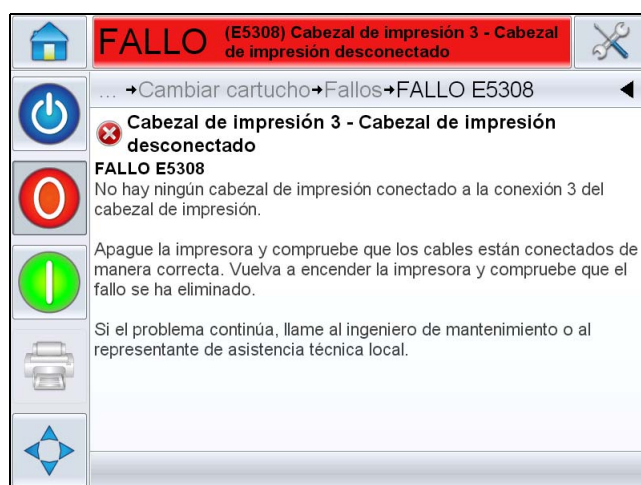 FALLO
(E5308) Cabezal de impresión 3 - Cabezal
de impresión desconectado
... →Cambiar cartucho→Fallos→FALLO E5308
Cabezal de impresión 3 - Cabezal de impresión
desconectado
FALLO E5308
No hay ningún cabezal de impresión conectado a la conexión 3 del
cabezal de impresión.
Apague la impresora y compruebe que los cables están conectados de
manera correcta. Vuelva a encender la impresora y compruebe que el
fallo se ha eliminado.
Si el problema continúa, llame al ingeniero de mantenimiento o al
representante de asistencia técnica local.